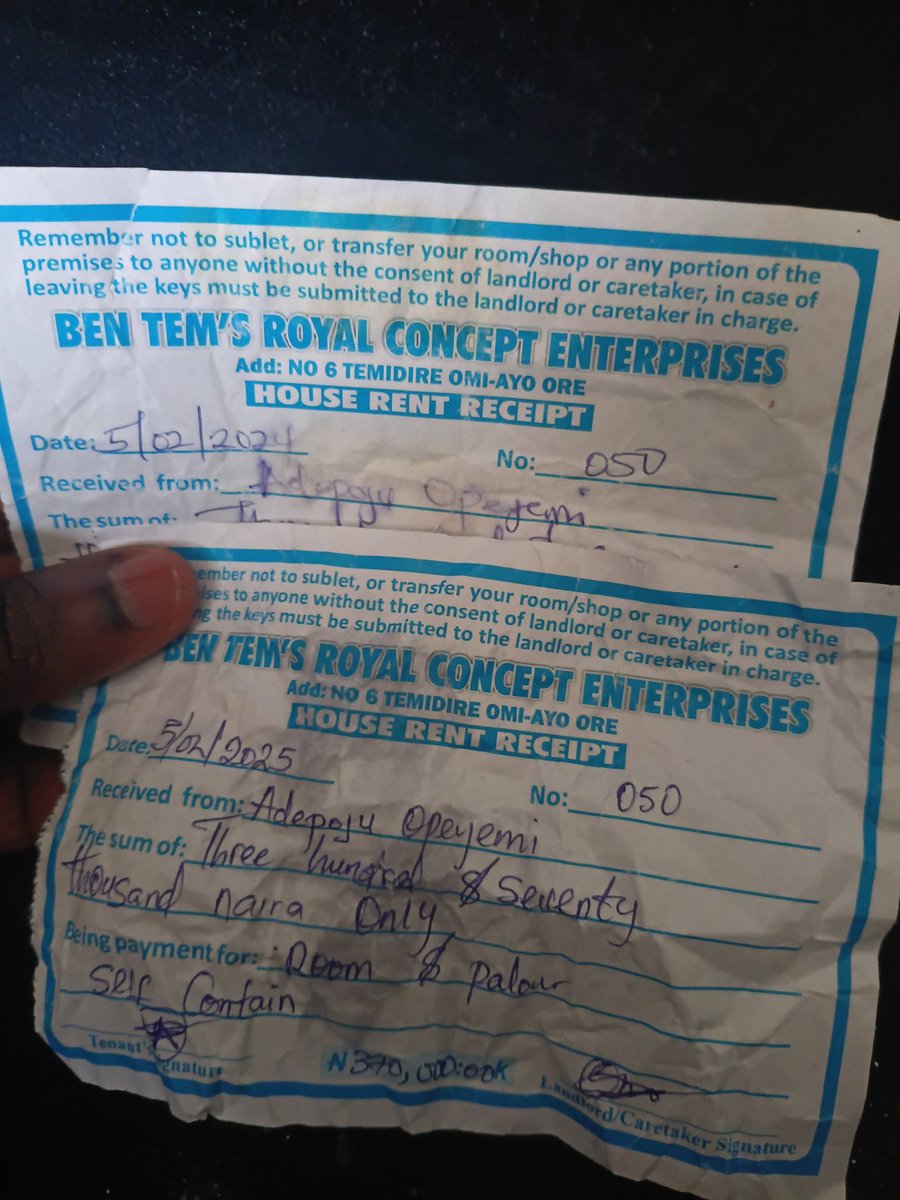 Remember not to sublet, or transfer your room/shop or any portion of the
premises to anyone without the consent of landlord or caretaker, in case of
leaving the keys must be submitted to the landlord or caretaker in charge.
BEN TEM'S ROYAL CONCEPT ENTERPRISES
Add: NO 6 TEMIDIRE OMI-AYO ORE
HOUSE RENT RECEIPT
Date: 5/02/2024
No: 050
Received from: Adepoju Opeyemi
The sum of:
ember not to sublet, or transfer your room/shop or any portion of the
ises to anyone without the consent of landlord or caretaker, in case of
ng the keys must be submitted to the landlord or caretaker in charge.
BEN TEM'S ROYAL CONCEPT ENTERPRISES
Add: NO 6 TEMIDIRE OMI-AYO ORE
HOUSE RENT RECEIPT
Date: 5/02/2025
No: 050
Received from: Adepoju Opeyemi
The sum of: Three hundred & Seventy
thousand naira Only
Being payment for: Room & palour
Self Contain
Tenant's Signature
₦370,000:00k
Landlord/Caretaker Signature